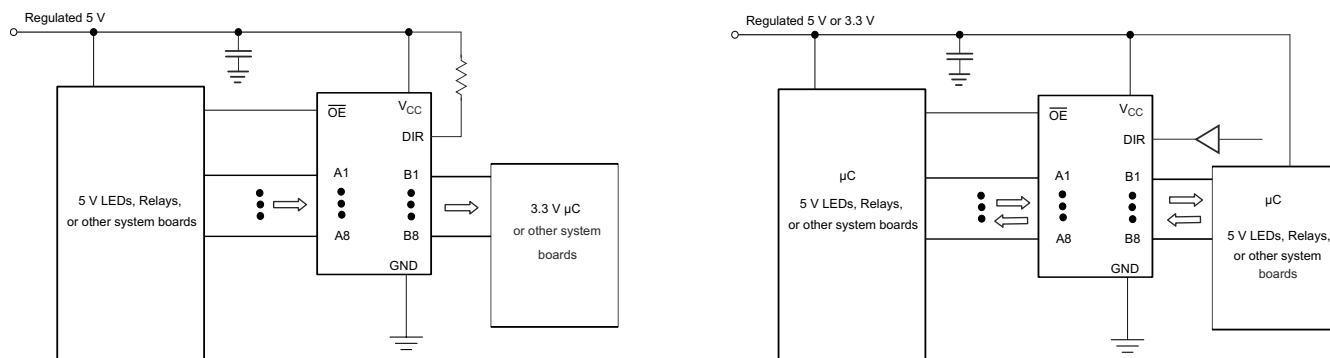 Regulated 5 V
OE
VCC
DIR
A1
B1
5 V LEDs, Relays,
or other system boards
3.3 V µC
or other system
boards
A8
B8
GND
Regulated 5 V or 3.3 V
OE
VCC
DIR
A1
B1
µC
5 V LEDs, Relays,
or other system boards
µC
5 V LEDs, Relays,
or other system
boards
A8
B8
GND